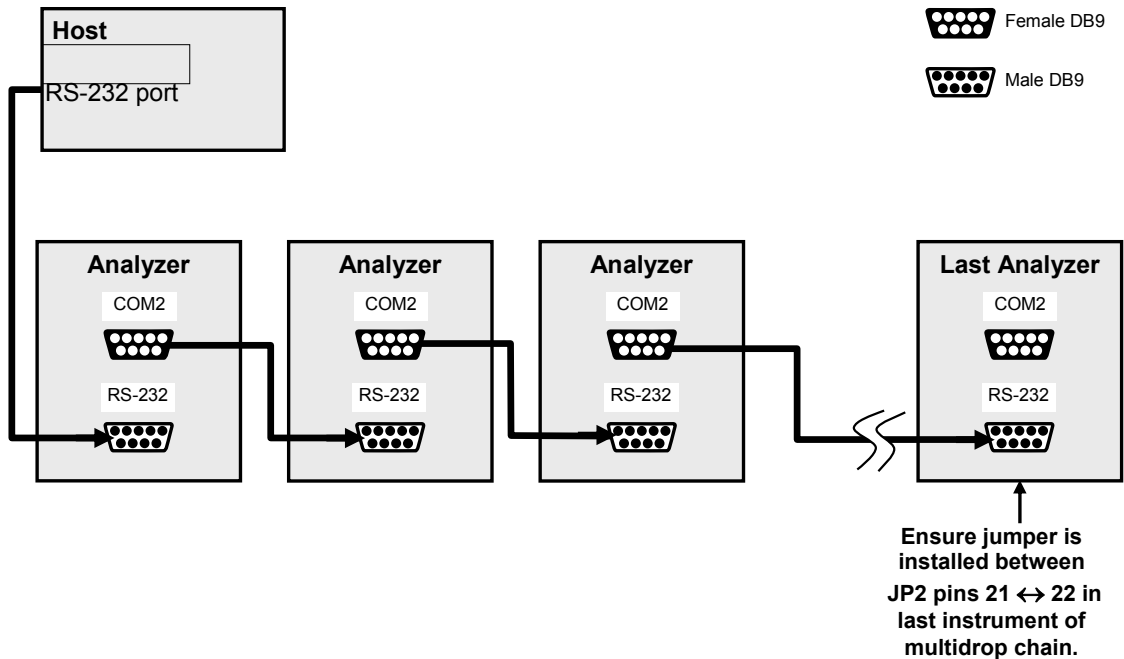 Host
RS-232 port
Female DB9
Male DB9
Analyzer
COM2
RS-232
Analyzer
COM2
RS-232
Analyzer
COM2
RS-232
Last Analyzer
COM2
RS-232
Ensure jumper is
installed between
JP2 pins 21 ↔ 22 in
last instrument of
multidrop chain.